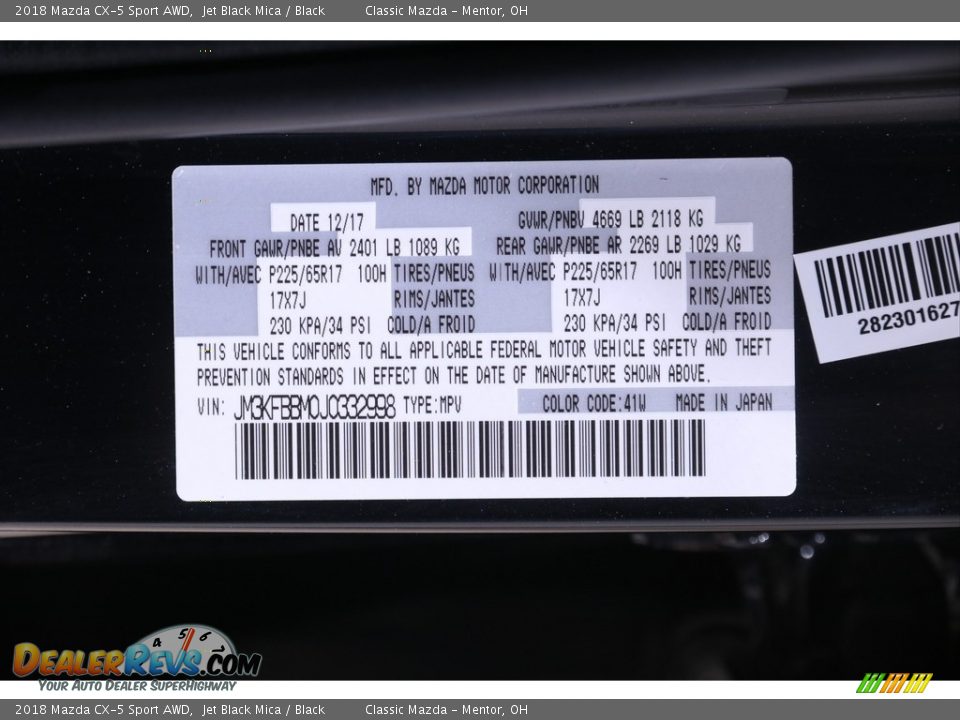 2018 Mazda CX-5 Sport AWD, Jet Black Mica / Black Classic Mazda - Mentor, OH
MFD. BY MAZDA MOTOR CORPORATION
DATE 12/17 GVWR/PNBV 4669 LB 2118 KG
FRONT GAWR/PNBE AV 2401 LB 1089 KG REAR GAWR/PNBE AR 2269 LB 1029 KG
WITH/AVEC P225/65R17 100H TIRES/PNEUS WITH/AVEC P225/65R17 100H TIRES/PNEUS
17X7J RIMS/JANTES 17X7J RIMS/JANTES
230 KPA/34 PSI COLD/A FROID 230 KPA/34 PSI COLD/A FROID
THIS VEHICLE CONFORMS TO ALL APPLICABLE FEDERAL MOTOR VEHICLE SAFETY AND THEFT
PREVENTION STANDARDS IN EFFECT ON THE DATE OF MANUFACTURE SHOWN ABOVE.
VIN: JM3KFBBM0J0332998 TYPE:MPV COLOR CODE:41W MADE IN JAPAN
282301627
4 5 6
DEALERREVS.COM
YOUR AUTO DEALER SUPERHIGHWAY
2018 Mazda CX-5 Sport AWD, Jet Black Mica / Black Classic Mazda - Mentor, OH